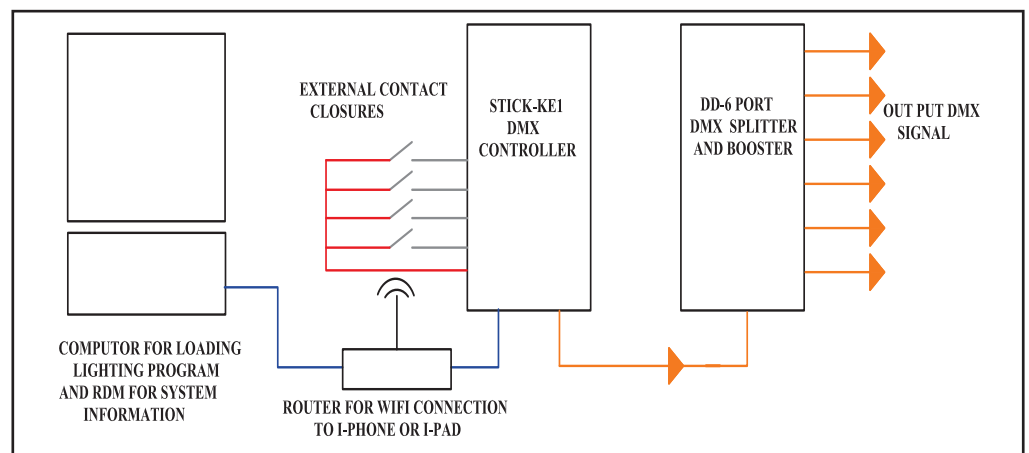 EXTERNAL CONTACT
CLOSURES
STICK-KE1
DMX
CONTROLLER
DD-6 PORT
DMX SPLITTER
AND BOOSTER
OUT PUT DMX
SIGNAL
COMPUTOR FOR LOADING
LIGHTING PROGRAM
AND RDM FOR SYSTEM
INFORMATION
ROUTER FOR WIFI CONNECTION
TO I-PHONE OR I-PAD